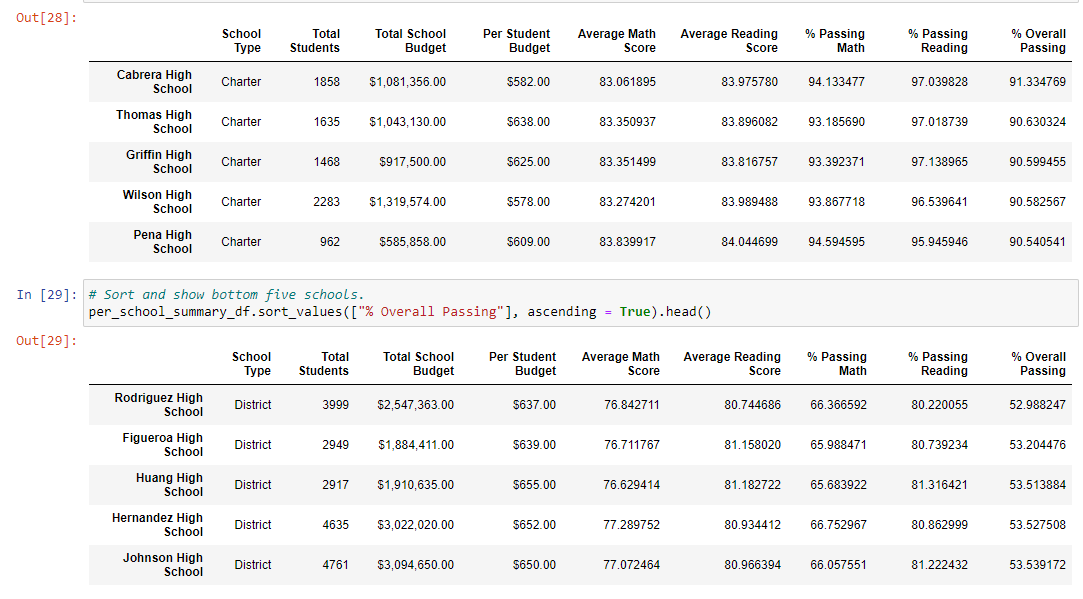 Out[28]:
School Type Total Students Total School Budget Per Student Budget Average Math Score Average Reading Score % Passing Math % Passing Reading % Overall Passing
Cabrera High School Charter 1858 $1,081,356.00 $582.00 83.061895 83.975780 94.133477 97.039828 91.334769
Thomas High School Charter 1635 $1,043,130.00 $638.00 83.350937 83.896082 93.185690 97.018739 90.630324
Griffin High School Charter 1468 $917,500.00 $625.00 83.351499 83.816757 93.392371 97.138965 90.599455
Wilson High School Charter 2283 $1,319,574.00 $578.00 83.274201 83.989488 93.867718 96.539641 90.582567
Pena High School Charter 962 $585,858.00 $609.00 83.839917 84.044699 94.594595 95.945946 90.540541
In [29]: # Sort and show bottom five schools.
per_school_summary_df.sort_values(["% Overall Passing"], ascending = True).head()
Out[29]:
School Type Total Students Total School Budget Per Student Budget Average Math Score Average Reading Score % Passing Math % Passing Reading % Overall Passing
Rodriguez High School District 3999 $2,547,363.00 $637.00 76.842711 80.744686 66.366592 80.220055 52.988247
Figueroa High School District 2949 $1,884,411.00 $639.00 76.711767 81.158020 65.988471 80.739234 53.204476
Huang High School District 2917 $1,910,635.00 $655.00 76.629414 81.182722 65.683922 81.316421 53.513884
Hernandez High School District 4635 $3,022,020.00 $652.00 77.289752 80.934412 66.752967 80.862999 53.527508
Johnson High School District 4761 $3,094,650.00 $650.00 77.072464 80.966394 66.057551 81.222432 53.539172